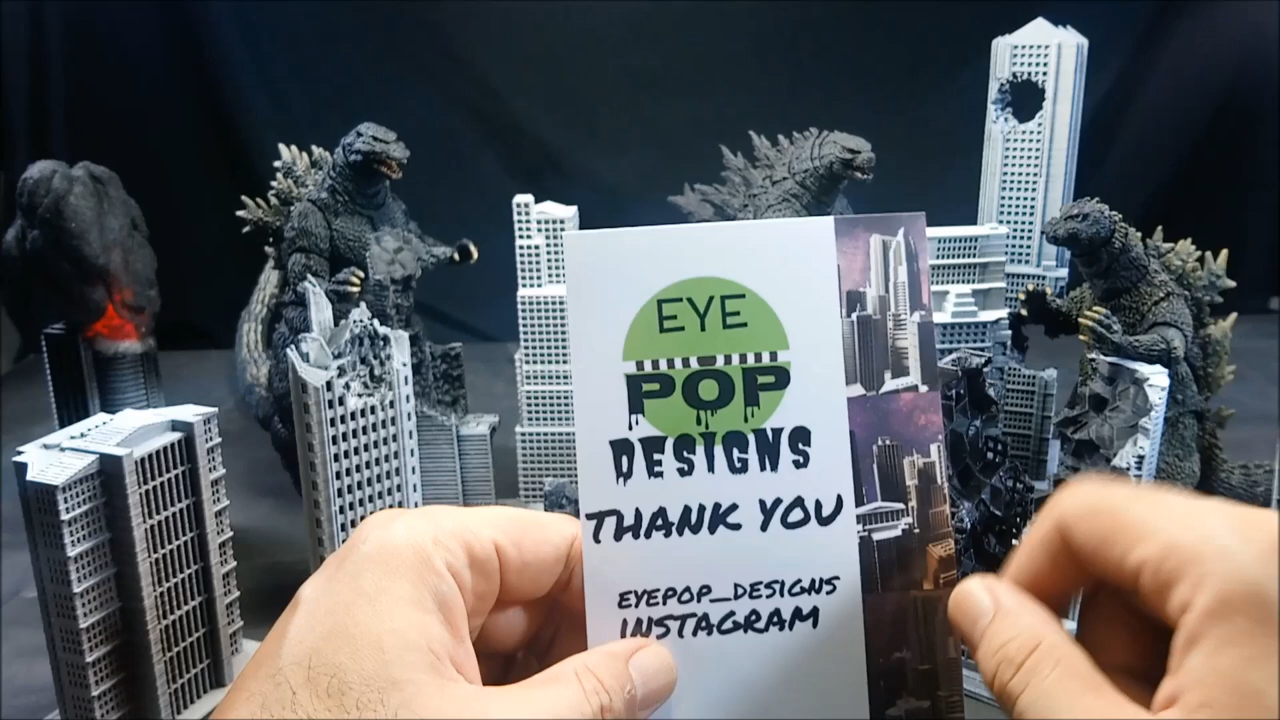 EYE
POP
DESIGNS
THANK YOU
EYEPOP_DESIGNS
INSTAGRAM